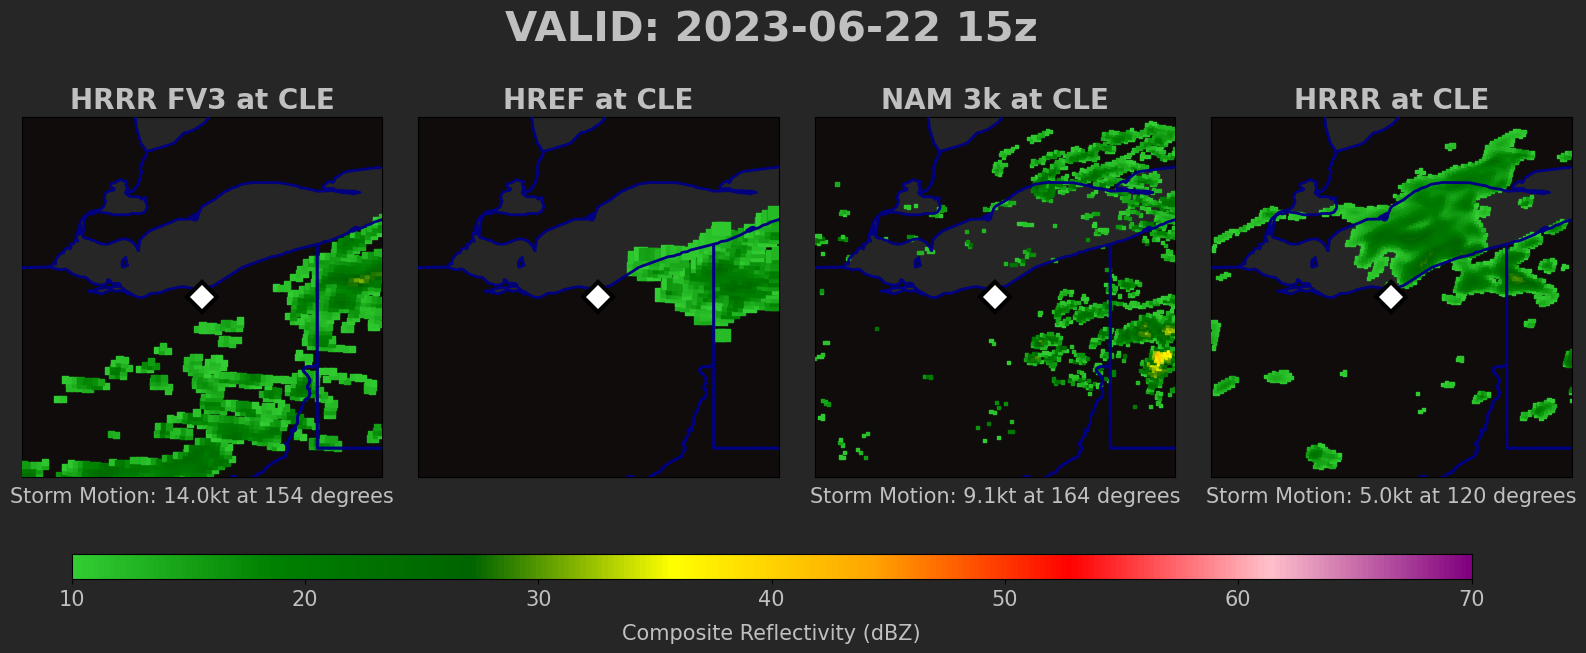 VALID: 2023-06-22 15z
HRRR FV3 at CLE
HREF at CLE
NAM 3k at CLE
HRRR at CLE
Storm Motion: 14.0kt at 154 degrees
Storm Motion: 9.1kt at 164 degrees
Storm Motion: 5.0kt at 120 degrees
10 20 30 40 50 60 70
Composite Reflectivity (dBZ)